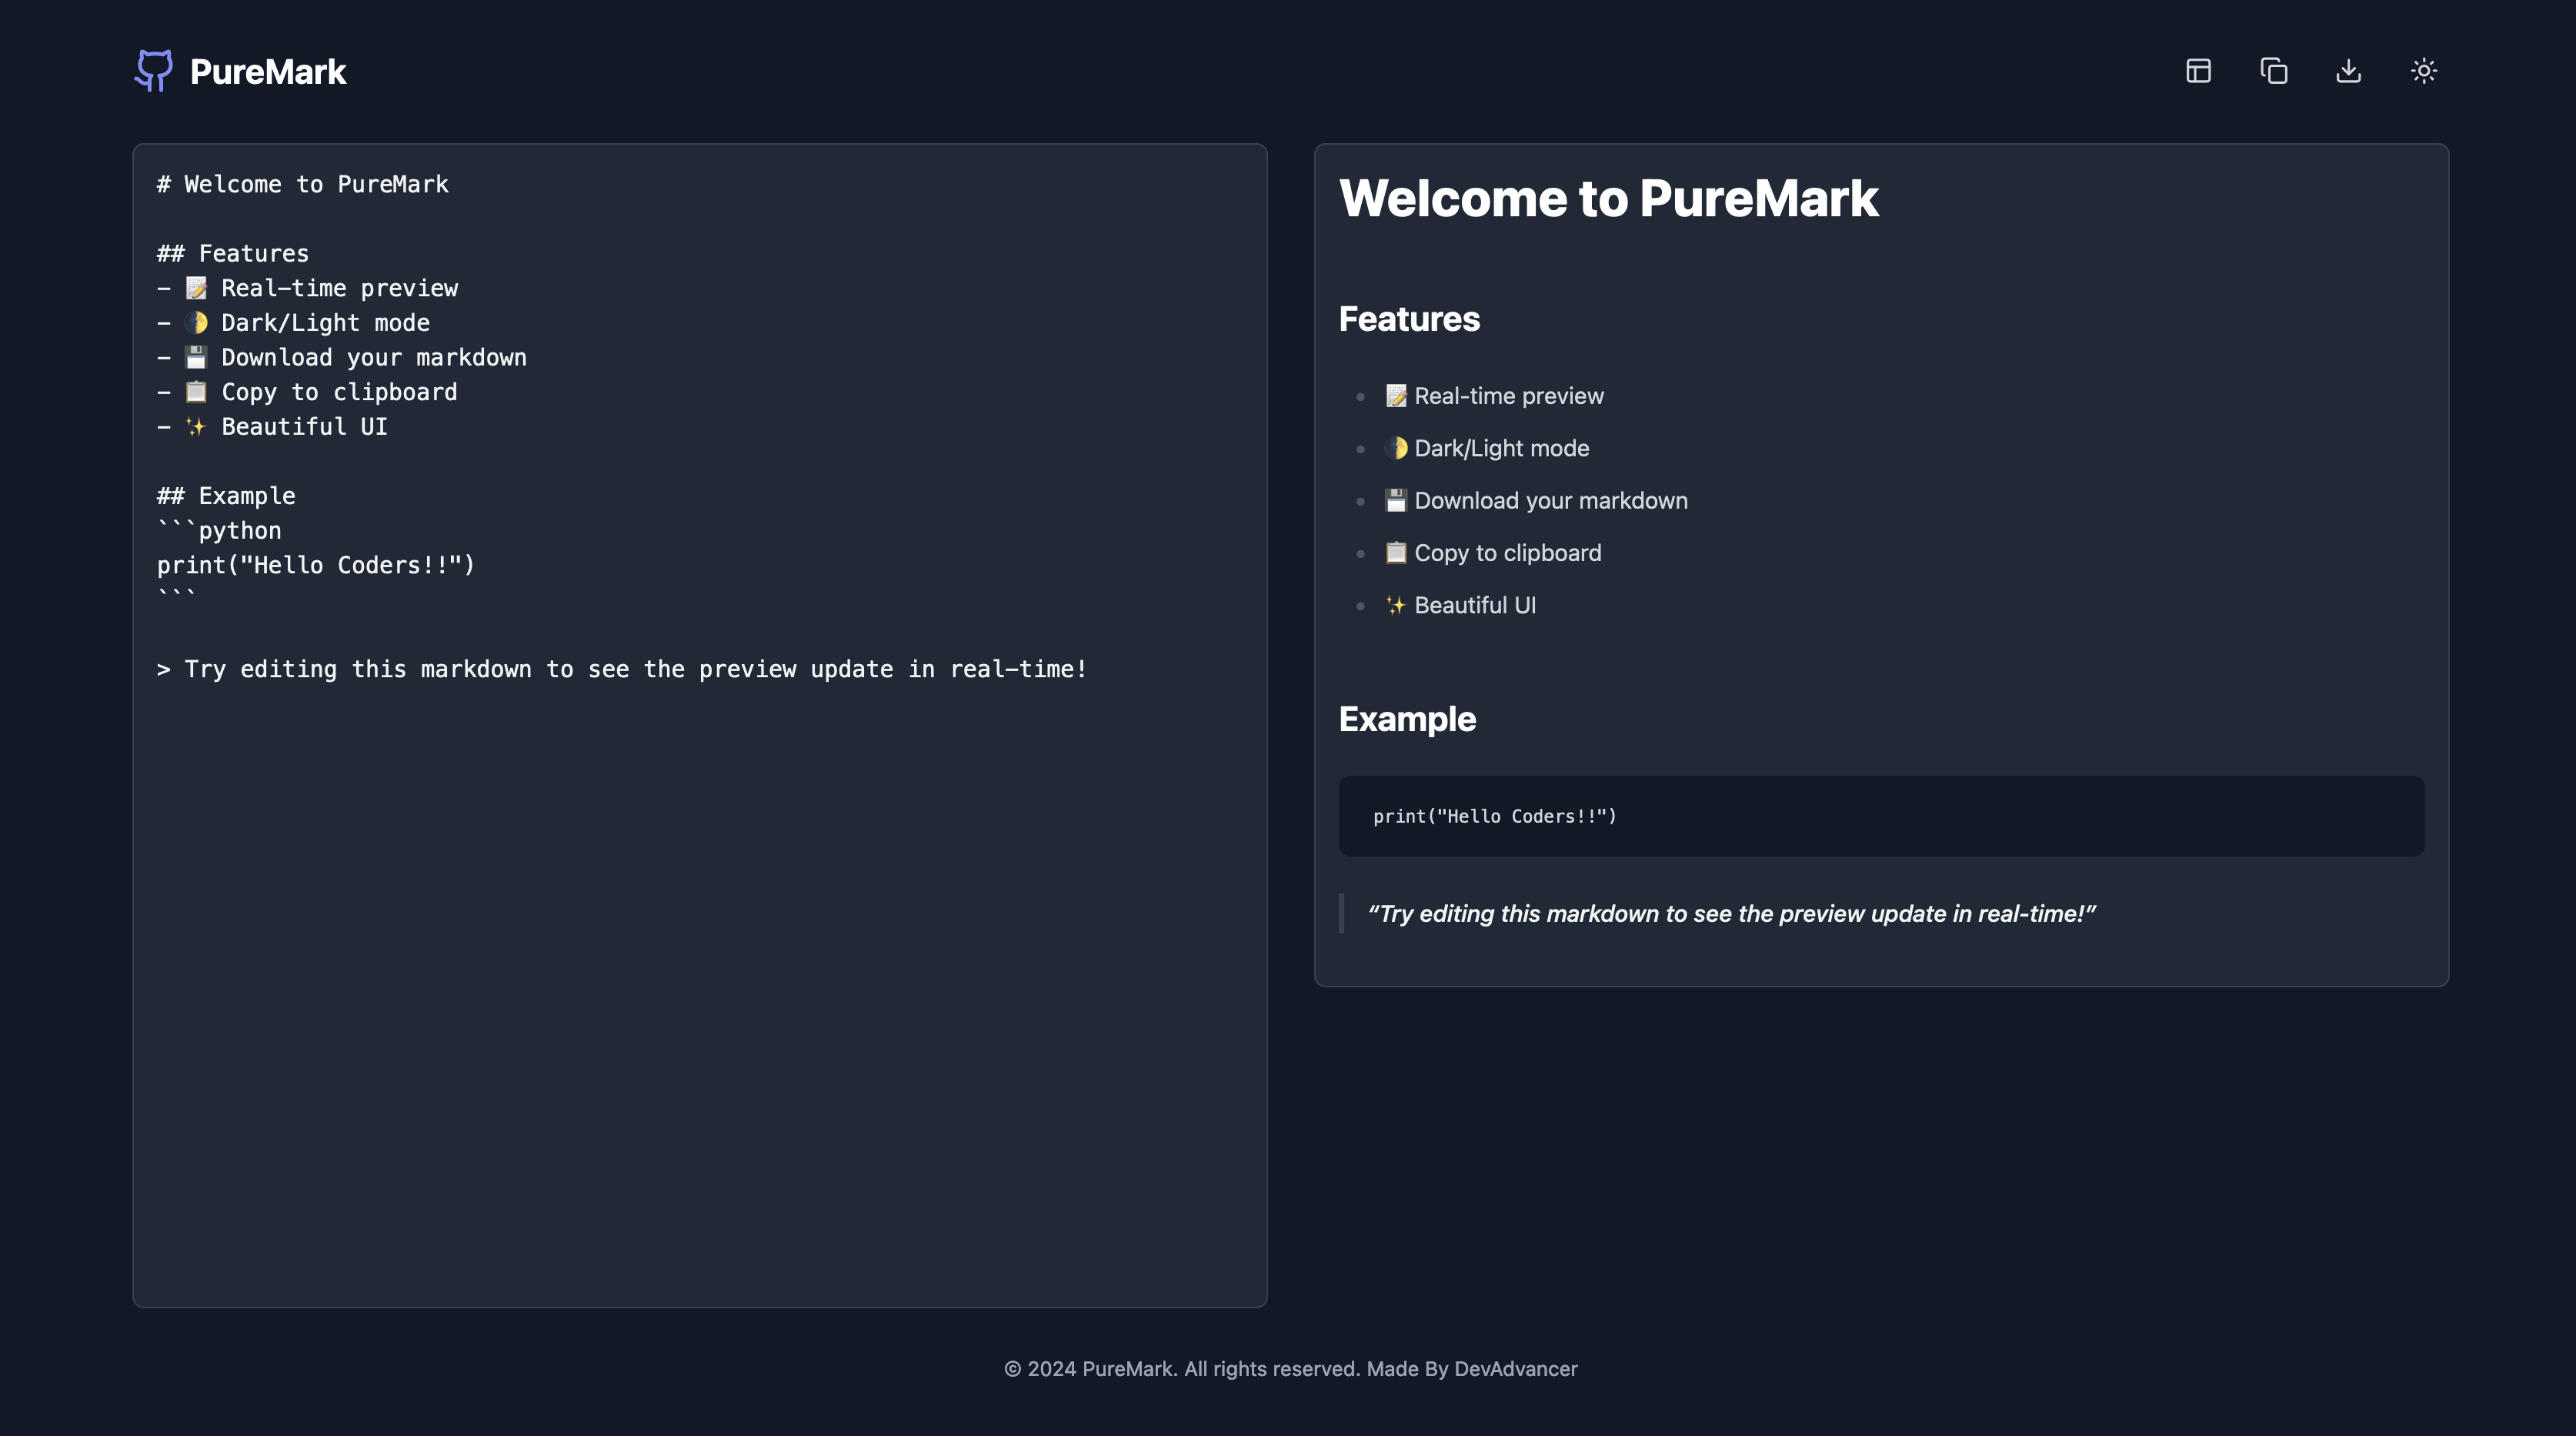 PureMark
# Welcome to PureMark
## Features
- 📝 Real-time preview
- 🌓 Dark/Light mode
- 💾 Download your markdown
- 📋 Copy to clipboard
- ✨ Beautiful UI
## Example
```python
print("Hello Coders!!")
```
> Try editing this markdown to see the preview update in real-time!
Welcome to PureMark
Features
• 📝 Real-time preview
• 🌓 Dark/Light mode
• 💾 Download your markdown
• 📋 Copy to clipboard
• ✨ Beautiful UI
Example
print("Hello Coders!!")
“Try editing this markdown to see the preview update in real-time!”
© 2024 PureMark. All rights reserved. Made By DevAdvancer